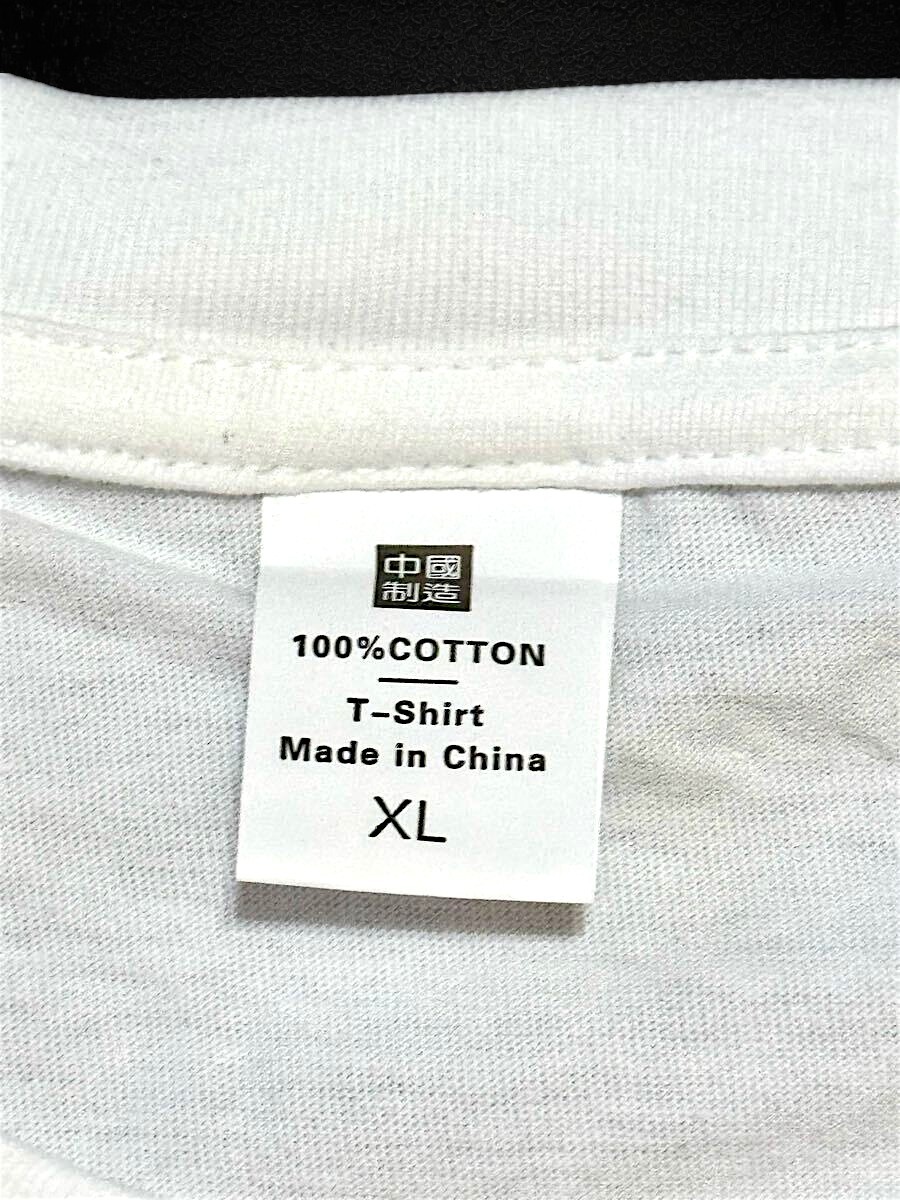 中國
制造
100%COTTON
T-Shirt
Made in China
XL